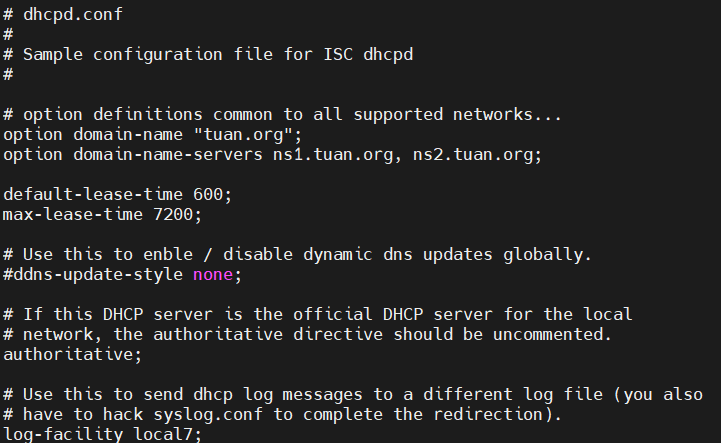 # dhcpd.conf
#
# Sample configuration file for ISC dhcpd
#
# option definitions common to all supported networks...
option domain-name "tuan.org";
option domain-name-servers ns1.tuan.org, ns2.tuan.org;
default-lease-time 600;
max-lease-time 7200;
# Use this to enble / disable dynamic dns updates globally.
#ddns-update-style none;
# If this DHCP server is the official DHCP server for the local
# network, the authoritative directive should be uncommented.
authoritative;
# Use this to send dhcp log messages to a different log file (you also
# have to hack syslog.conf to complete the redirection).
log-facility local7;